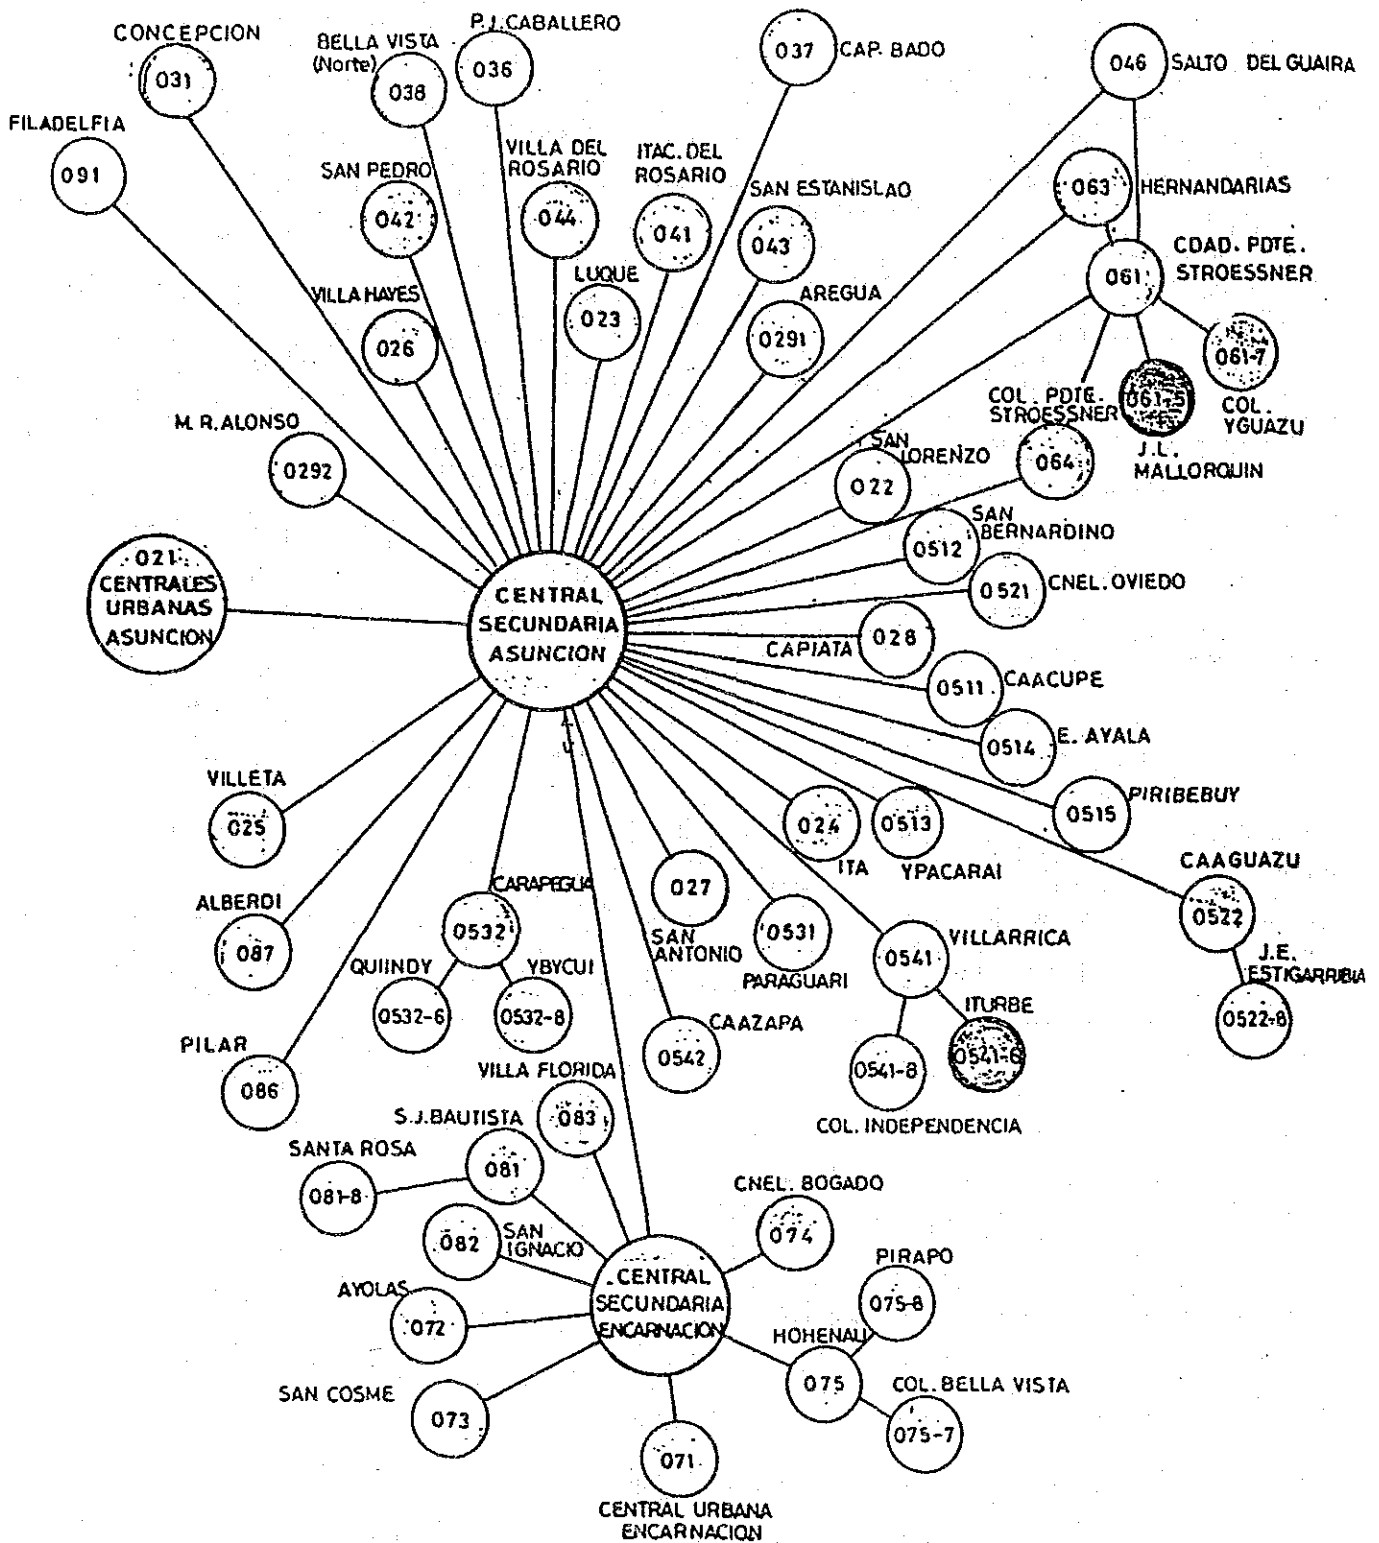 CONCEPCION
031
BELLA VISTA
(Norte)
038
P.J.CABALLERO
036
037
CAP. BADO
046
SALTO DEL GUAIRA
FILADELFIA
091
SAN PEDRO
042
VILLA DEL
ROSARIO
044
ITAC. DEL
ROSARIO
041
SAN ESTANISLAO
043
063
HERNANDARIAS
CDAD. PDTE.
STROESSNER
061
VILLA HAYES
026
LUQUE
023
AREGUA
0291
061-7
COL.
YGUAZU
061-5
J.L.
MALLORQUIN
COL. PDTE.
STROESSNER
064
M.R.ALONSO
0292
SAN
LORENZO
022
SAN
BERNARDINO
0512
0521
CNEL. OVIEDO
021
CENTRALES
URBANAS
ASUNCION
CENTRAL
SECUNDARIA
ASUNCION
CAPIATA
028
0511
CAACUPE
0514
E. AYALA
0515
PIRIBEBUY
VILLETA
025
024
ITA
0513
YPACARAI
CAAGUAZU
0522
J.E.
ESTIGARRIBIA
0522-8
ALBERDI
087
CARAPEGUA
0532
QUIINDY
0532-6
YBYCUI
0532-8
027
SAN
ANTONIO
0531
PARAGUARI
0541
VILLARRICA
ITURBE
0541-6
0541-8
COL. INDEPENDENCIA
PILAR
086
CAAZAPA
0542
VILLA FLORIDA
083
S.J.BAUTISTA
081
SANTA ROSA
081-8
082
SAN
IGNACIO
CNEL. BOGADO
074
CENTRAL
SECUNDARIA
ENCARNACION
PIRAPO
075-8
AYOLAS
072
HOHENAU
075
COL. BELLA VISTA
075-7
SAN COSME
073
071
CENTRAL URBANA
ENCARNACION